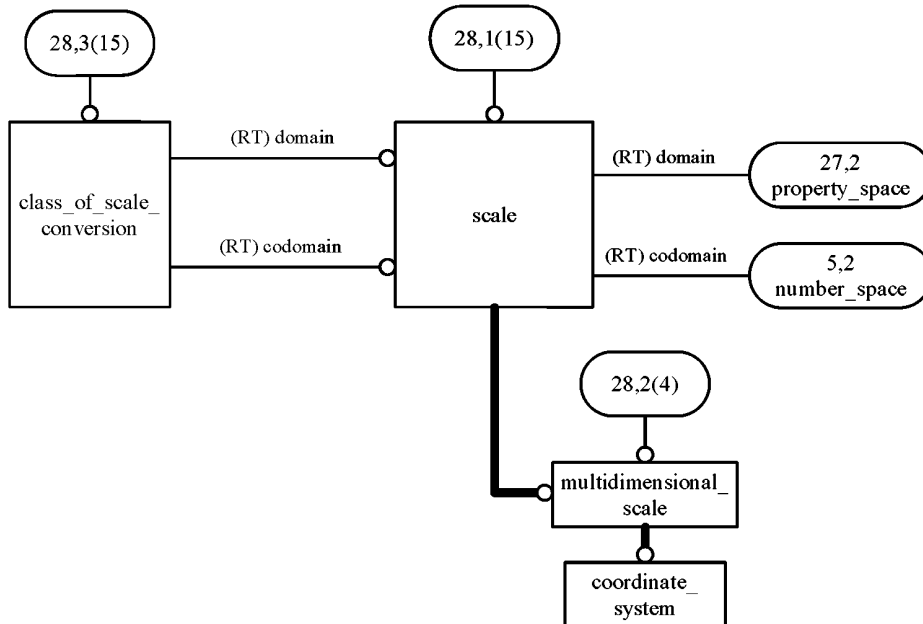 28,3(15)
28,1(15)
(RT) domain
(RT) domain
27,2
property_space
class_of_scale_
conversion
scale
(RT) codomain
(RT) codomain
5,2
number_space
28,2(4)
multidimensional_
scale
coordinate_
system